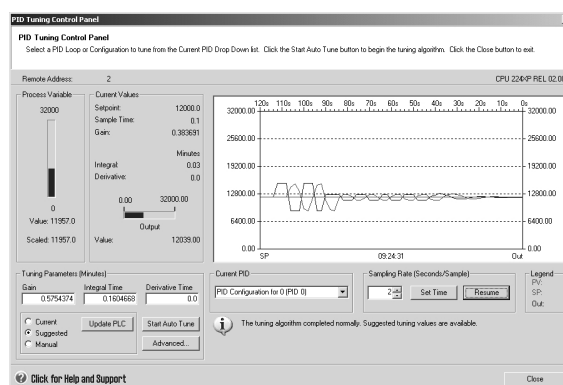 PID Tuning Control Panel
PID Tuning Control Panel
Select a PID Loop or Configuration to tune from the Current PID Drop Down list. Click the Start Auto Tune button to begin the tuning algorithm. Click the Close button to exit.
Remote Address: 2 CPU 224XP REL 02.0
Process Variable
32000
0
Value: 11957.0
Scaled: 11957.0
Current Values
Setpoint: 12000.0
Sample Time: 0.1
Gain: 0.383691
Minutes
Integral: 0.03
Derivative: 0.0
0.00 32000.00
Output
Value: 12039.00
120s 110s 100s 90s 80s 70s 60s 50s 40s 30s 20s 10s 0s
32000.00 32000.00
25600.00 25600.00
19200.00 19200.00
12800.00 12800.00
6400.00 6400.00
0.00 0.00
SP 09:24:31 Out
Tuning Parameters (Minutes)
Gain Integral Time Derivative Time
0.5754374 0.1604668 0.0
Current
Suggested
Manual
Update PLC
Start Auto Tune
Advanced...
Current PID
PID Configuration for 0 (PID 0)
Sampling Rate (Seconds/Sample)
2 Set Time Resume
Legend
PV:
SP:
Out:
The tuning algorithm completed normally. Suggested tuning values are available.
Click for Help and Support
Close